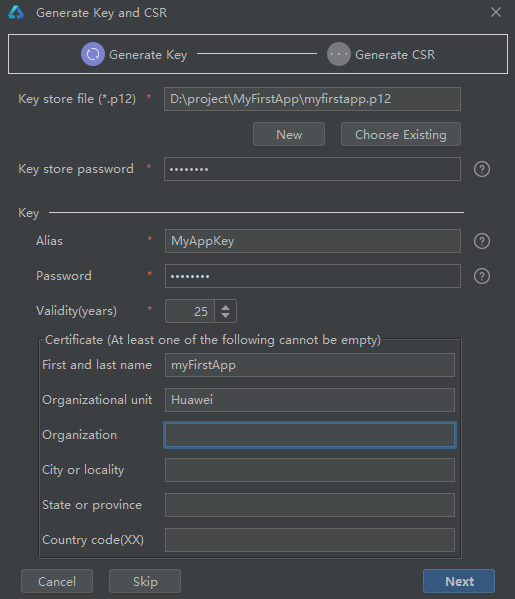 Generate Key and CSR
Generate Key
Generate CSR
Key store file (*.p12) * D:\project\MyFirstApp\myfirstapp.p12
New Choose Existing
Key store password * •••••••• ?
Key
Alias * MyAppKey ?
Password * •••••••• ?
Validity(years) * 25
Certificate (At least one of the following cannot be empty)
First and last name myFirstApp
Organizational unit Huawei
Organization
City or locality
State or province
Country code(XX)
Cancel Skip Next